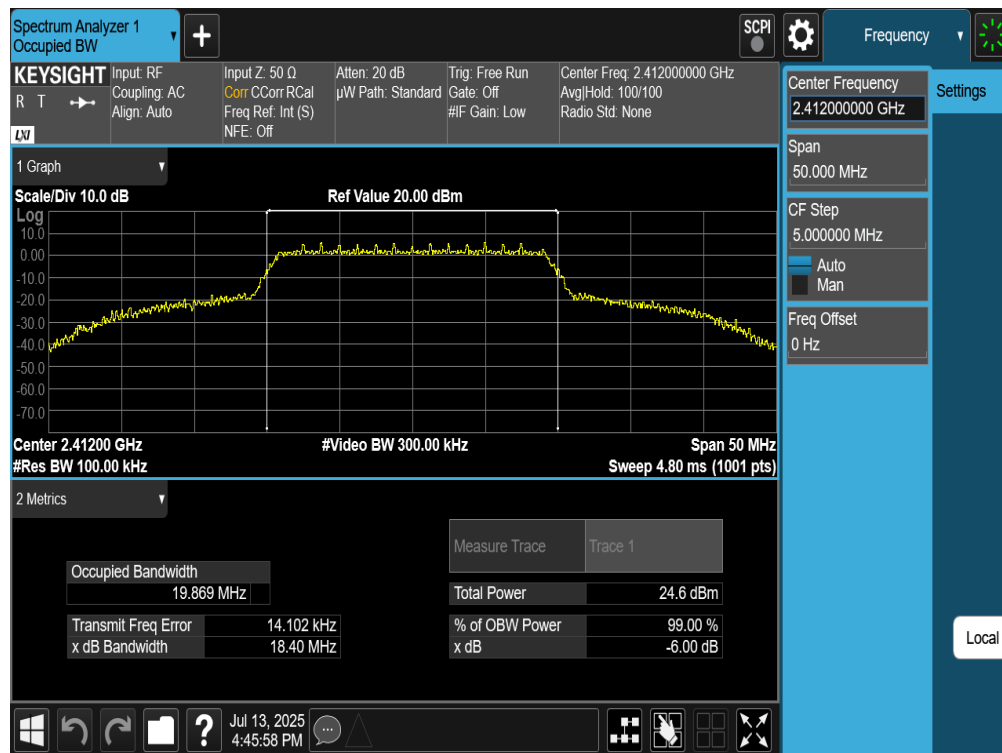 Spectrum Analyzer 1
Occupied BW
+
SCPI
Frequency
KEYSIGHT
R T
LXI
Input: RF
Coupling: AC
Align: Auto
Input Z: 50 Ω
Corr CCorr RCal
Freq Ref: Int (S)
NFE: Off
Atten: 20 dB
µW Path: Standard
Trig: Free Run
Gate: Off
#IF Gain: Low
Center Freq: 2.412000000 GHz
Avg|Hold: 100/100
Radio Std: None
Center Frequency
2.412000000 GHz
Settings
Span
50.000 MHz
CF Step
5.000000 MHz
Auto
Man
Freq Offset
0 Hz
Local
1 Graph
Scale/Div 10.0 dB
Ref Value 20.00 dBm
Log
10.0
0.00
-10.0
-20.0
-30.0
-40.0
-50.0
-60.0
-70.0
Center 2.41200 GHz
#Video BW 300.00 kHz
Span 50 MHz
#Res BW 100.00 kHz
Sweep 4.80 ms (1001 pts)
2 Metrics
Measure Trace
Trace 1
Occupied Bandwidth
19.869 MHz
Total Power
24.6 dBm
Transmit Freq Error
14.102 kHz
% of OBW Power
99.00 %
x dB Bandwidth
18.40 MHz
x dB
-6.00 dB
?
Jul 13, 2025
4:45:58 PM